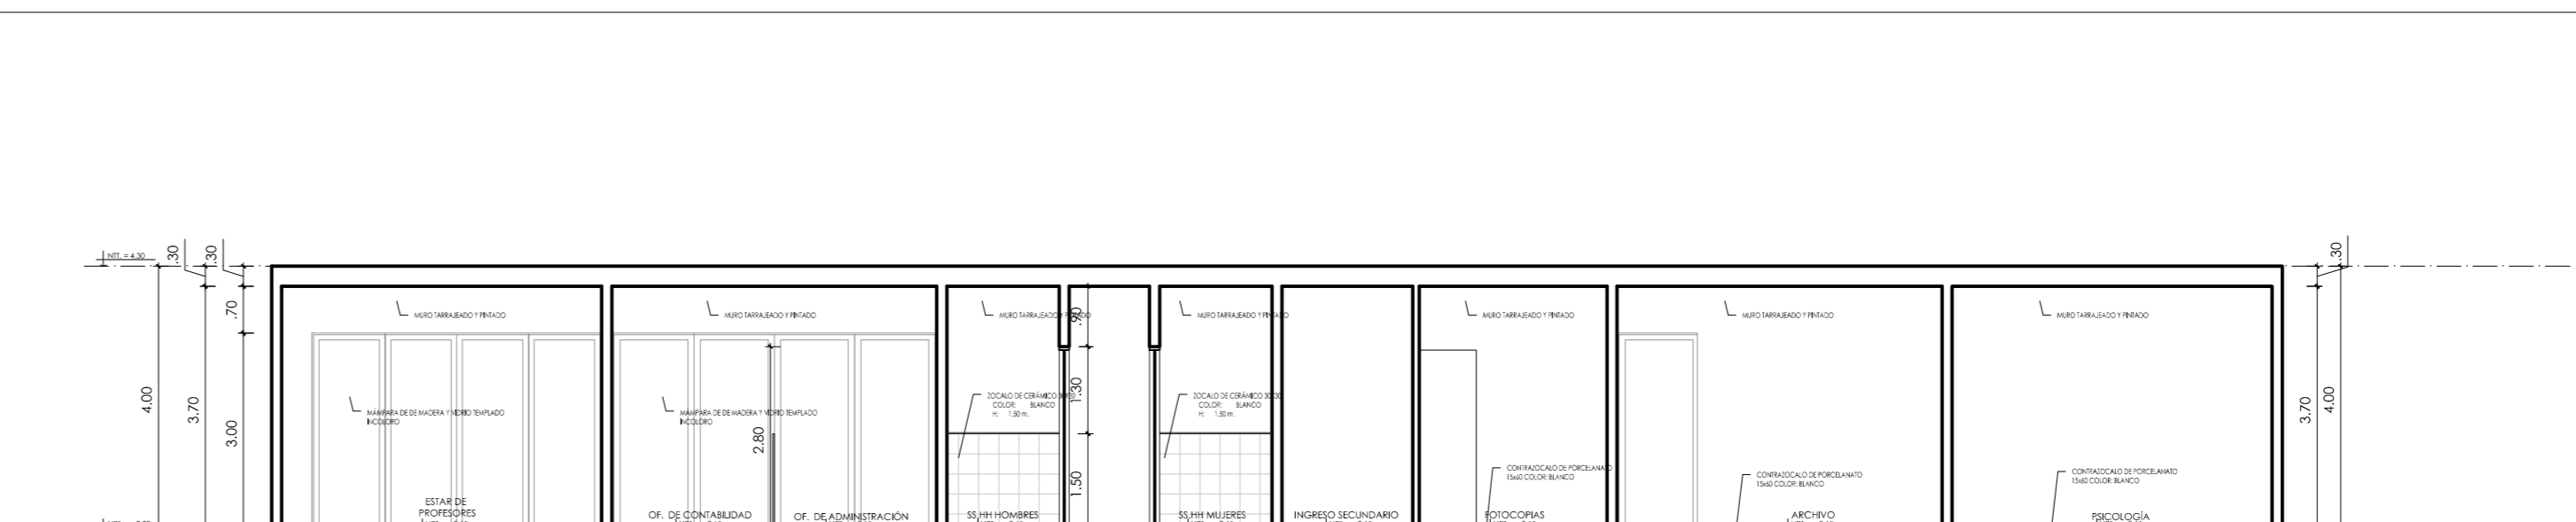 NTT. = 4.30
.30
.30
.30
.70
.90
MURO TARRAJEADO Y PINTADO
MURO TARRAJEADO Y PINTADO
MURO TARRAJEADO Y PINTADO
MURO TARRAJEADO Y PINTADO
MURO TARRAJEADO Y PINTADO
MURO TARRAJEADO Y PINTADO
MURO TARRAJEADO Y PINTADO
4.00
3.70
3.00
MÁMPARA DE DE MADERA Y VIDRIO TEMPLADO
INCOLORO
MÁMPARA DE DE MADERA Y VIDRIO TEMPLADO
INCOLORO
2.80
ZOCALO DE CERÁMICO 30X30
COLOR: BLANCO
H: 1.50 m.
1.30
ZOCALO DE CERÁMICO 30X30
COLOR: BLANCO
H: 1.50 m.
3.70
4.00
1.50
CONTRAZOCALO DE PORCELANATO
15x60 COLOR: BLANCO
CONTRAZOCALO DE PORCELANATO
15x60 COLOR: BLANCO
CONTRAZOCALO DE PORCELANATO
15x60 COLOR: BLANCO
ESTAR DE
PROFESORES
OF. DE CONTABILIDAD
OF. DE ADMINISTRACIÓN
SS.HH HOMBRES
SS.HH MUJERES
INGRESO SECUNDARIO
FOTOCOPIAS
ARCHIVO
PSICOLOGÍA